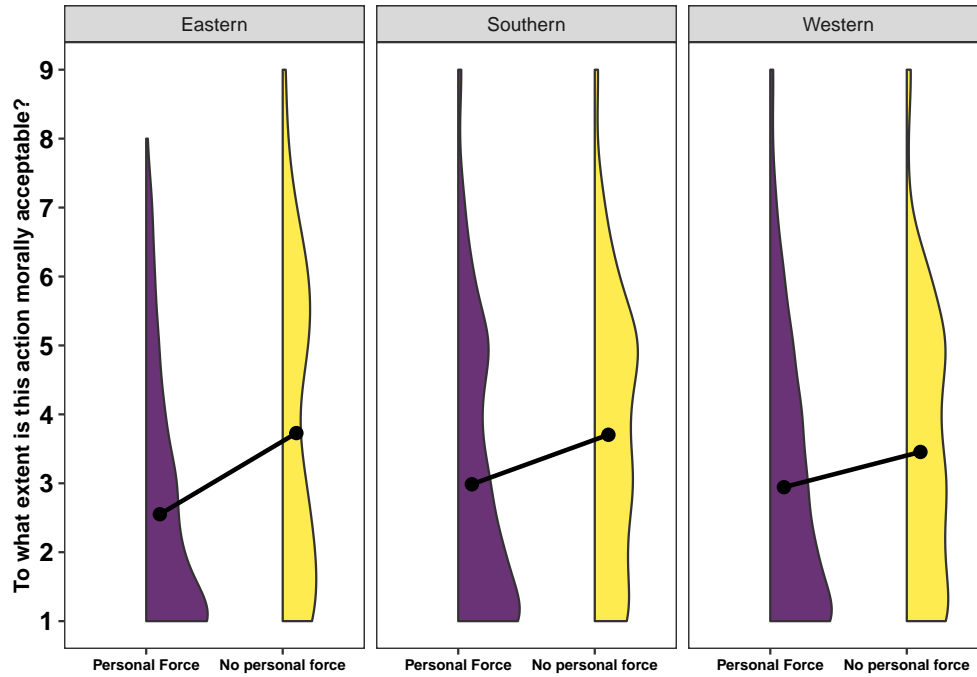 Eastern
Southern
Western
To what extent is this action morally acceptable?
9
8
7
6
5
4
3
2
1
Personal Force
No personal force
Personal Force
No personal force
Personal Force
No personal force